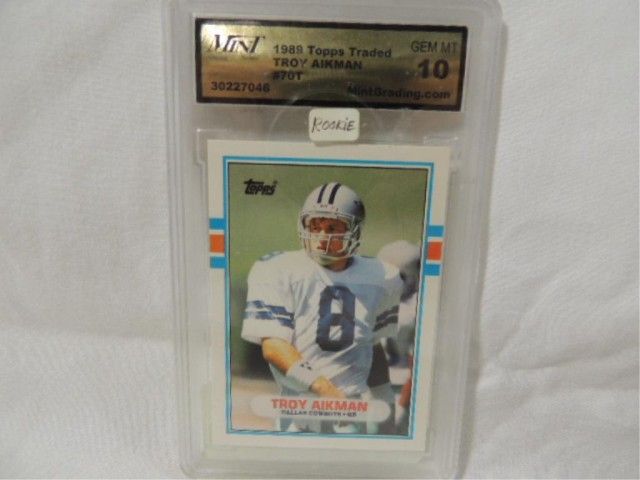 MINT
1989 Topps Traded
TROY AIKMAN
#70T
30227046
GEM MT
10
MintGrading.com
ROOKIE
TOPPS
8
TROY AIKMAN
DALLAS COWBOYS • QB